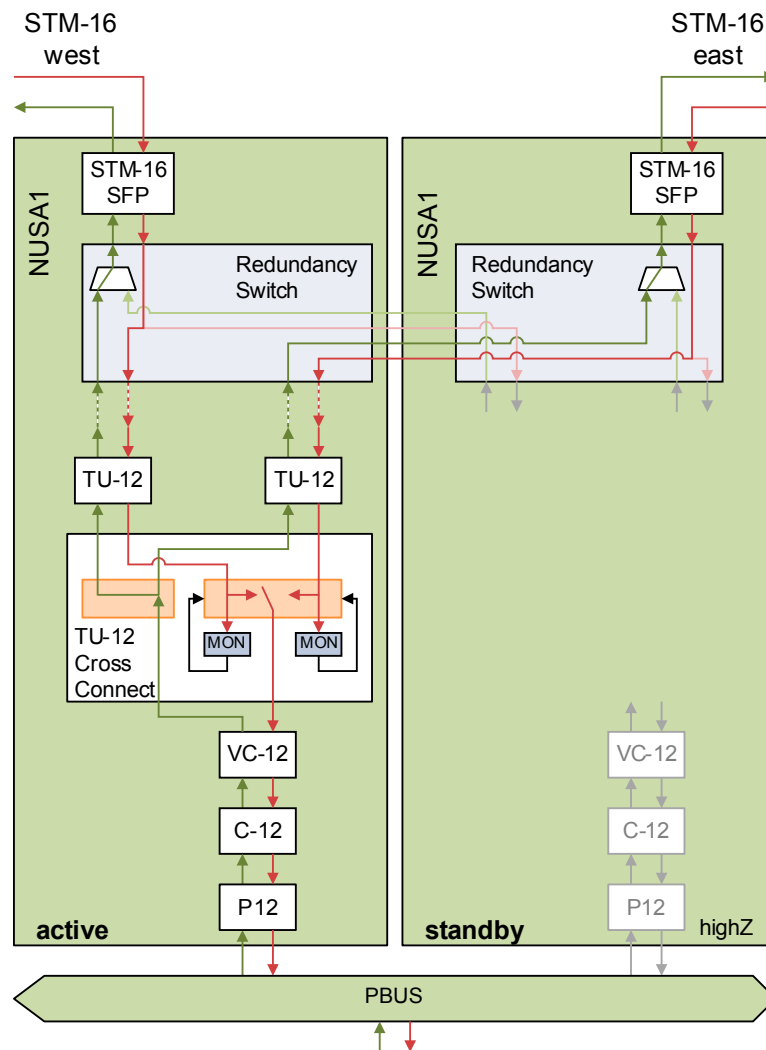 STM-16
west
STM-16
east
NUSA1
STM-16
SFP
Redundancy
Switch
NUSA1
STM-16
SFP
Redundancy
Switch
TU-12
TU-12
MON
MON
TU-12
Cross
Connect
VC-12
C-12
P12
active
VC-12
C-12
P12
standby
highZ
PBUS